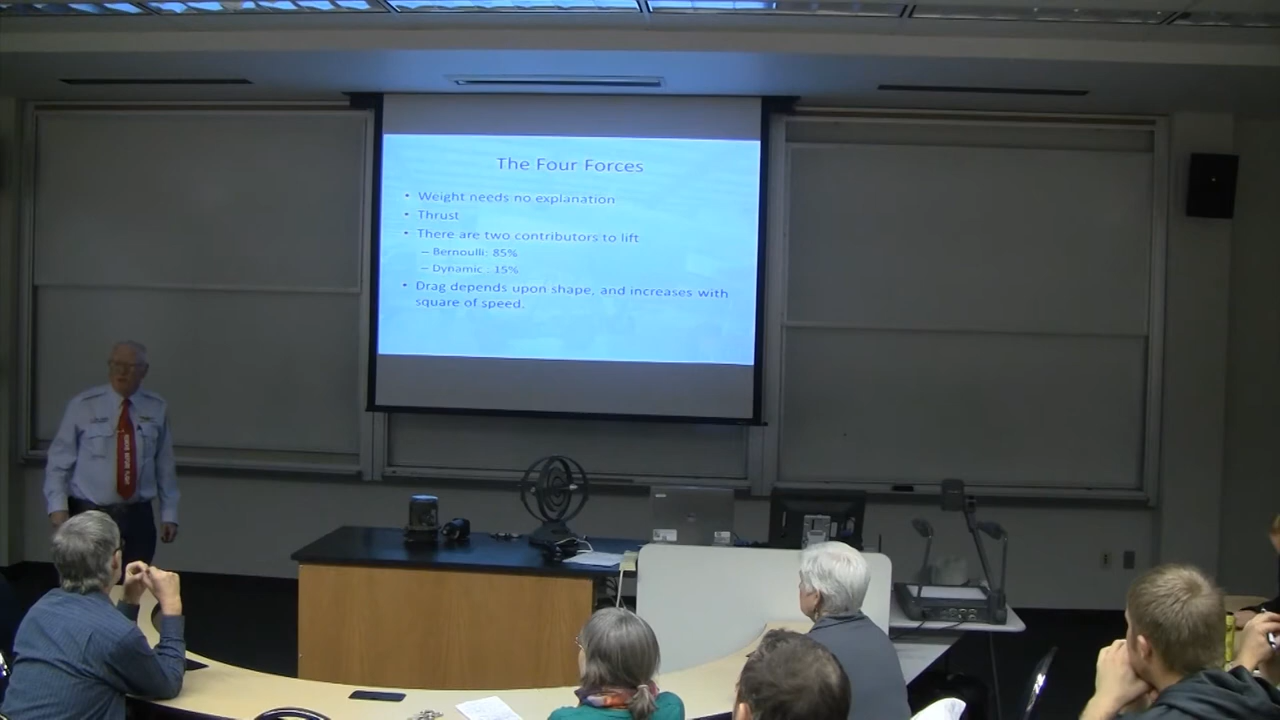 The Four Forces
• Weight needs no explanation
• Thrust
• There are two contributors to lift
– Bernoulli: 85%
– Dynamic : 15%
• Drag depends upon shape, and increases with
square of speed.